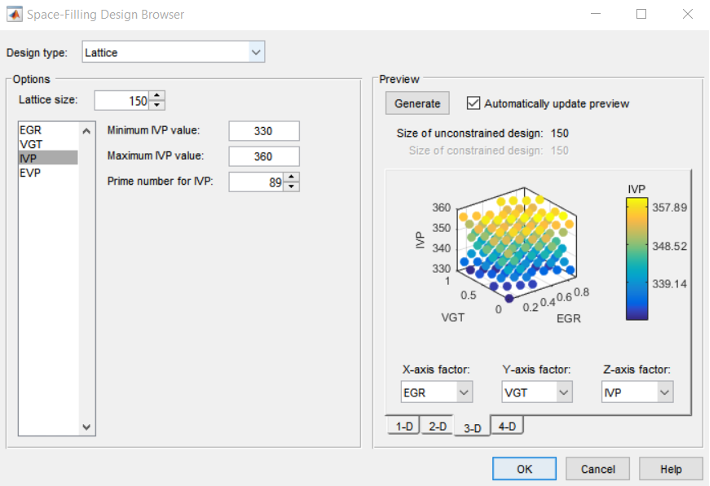 Space-Filling Design Browser
Design type: Lattice
Options
Lattice size: 150
EGR
VGT
IVP
EVP
Minimum IVP value: 330
Maximum IVP value: 360
Prime number for IVP: 89
Preview
Generate
Automatically update preview
Size of unconstrained design: 150
Size of constrained design: 150
IVP
360
350
340
330
1
0.5
0
VGT
0.2 0.4 0.6 0.8
EGR
IVP
357.89
348.52
339.14
X-axis factor: Y-axis factor: Z-axis factor:
EGR VGT IVP
1-D 2-D 3-D 4-D
OK Cancel Help